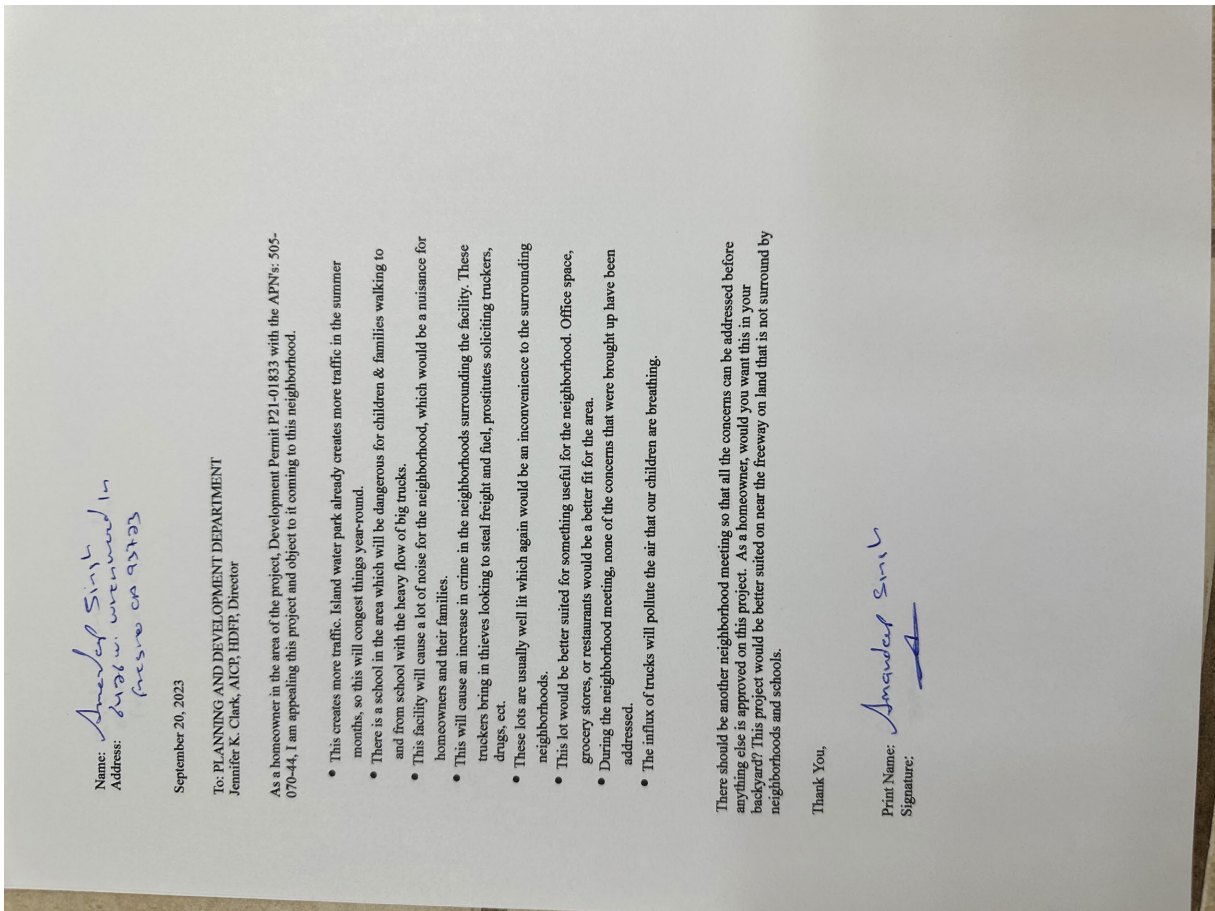 Name: Amandeep Singh
Address:
Fresno CA 93723
September 20, 2023
To: PLANNING AND DEVELOPMENT DEPARTMENT
Jennifer K. Clark, AICP, HDFP, Director
As a homeowner in the area of the project, Development Permit P21-01833 with the APN's: 505-
070-44, I am appealing this project and object to it coming to this neighborhood.
• This creates more traffic. Island water park already creates more traffic in the summer
months, so this will congest things year-round.
• There is a school in the area which will be dangerous for children & families walking to
and from school with the heavy flow of big trucks.
• This facility will cause a lot of noise for the neighborhood, which would be a nuisance for
homeowners and their families.
• This will cause an increase in crime in the neighborhoods surrounding the facility. These
truckers bring in thieves looking to steal freight and fuel, prostitutes soliciting truckers,
drugs, ect.
• These lots are usually well lit which again would be an inconvenience to the surrounding
neighborhoods.
• This lot would be better suited for something useful for the neighborhood. Office space,
grocery stores, or restaurants would be a better fit for the area.
• During the neighborhood meeting, none of the concerns that were brought up have been
addressed.
• The influx of trucks will pollute the air that our children are breathing.
There should be another neighborhood meeting so that all the concerns can be addressed before
anything else is approved on this project. As a homeowner, would you want this in your
backyard? This project would be better suited on near the freeway on land that is not surround by
neighborhoods and schools.
Thank You,
Print Name: Amandeep Sinih
Signature: